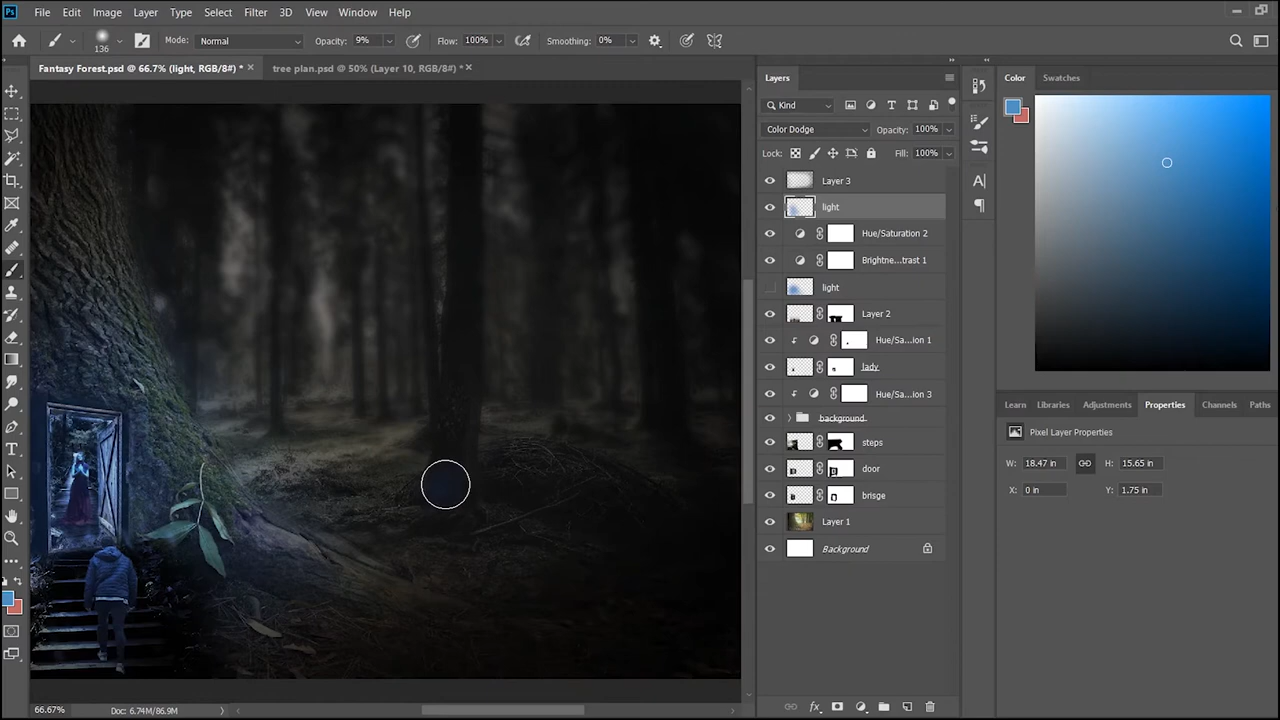 Ps File Edit Image Layer Type Select Filter 3D View Window Help
136 Mode: Normal Opacity: 9% Flow: 100% Smoothing: 0%
Fantasy Forest.psd @ 66.7% (light, RGB/8#) * × tree plan.psd @ 50% (Layer 10, RGB/8#) * ×
Layers
Kind
Color Dodge Opacity: 100%
Lock: Fill: 100%
Layer 3
light
Hue/Saturation 2
Brightne...trast 1
light
Layer 2
Hue/Sa...ion 1
lady
Hue/Sa...ion 3
background
steps
door
brisge
Layer 1
Background
Color Swatches
Learn Libraries Adjustments Properties Channels Paths
Pixel Layer Properties
W: 18.47 in H: 15.65 in
X: 0 in Y: 1.75 in
66.67% Doc: 6.74M/86.9M